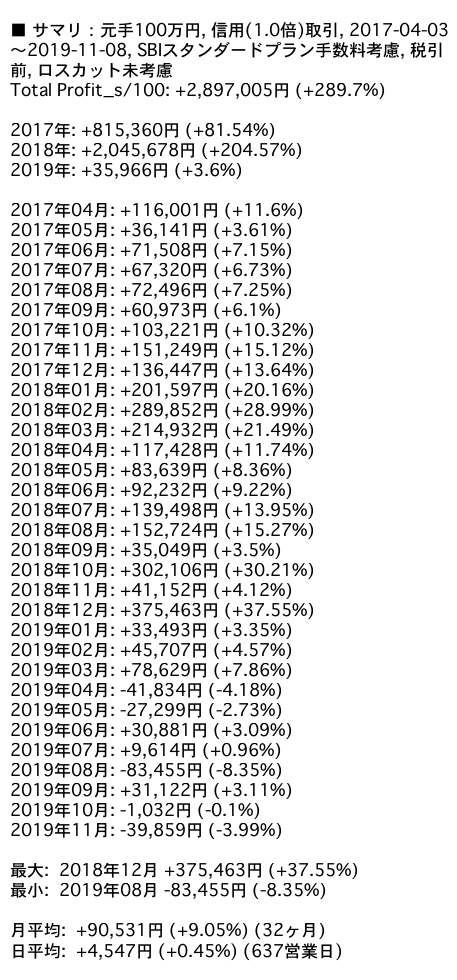 ■ サマリ：元手100万円, 信用(1.0倍)取引, 2017-04-03
〜2019-11-08, SBIスタンダードプラン手数料考慮, 税引
前, ロスカット未考慮
Total Profit_s/100: +2,897,005円 (+289.7%)
2017年: +815,360円 (+81.54%)
2018年: +2,045,678円 (+204.57%)
2019年: +35,966円 (+3.6%)
2017年04月: +116,001円 (+11.6%)
2017年05月: +36,141円 (+3.61%)
2017年06月: +71,508円 (+7.15%)
2017年07月: +67,320円 (+6.73%)
2017年08月: +72,496円 (+7.25%)
2017年09月: +60,973円 (+6.1%)
2017年10月: +103,221円 (+10.32%)
2017年11月: +151,249円 (+15.12%)
2017年12月: +136,447円 (+13.64%)
2018年01月: +201,597円 (+20.16%)
2018年02月: +289,852円 (+28.99%)
2018年03月: +214,932円 (+21.49%)
2018年04月: +117,428円 (+11.74%)
2018年05月: +83,639円 (+8.36%)
2018年06月: +92,232円 (+9.22%)
2018年07月: +139,498円 (+13.95%)
2018年08月: +152,724円 (+15.27%)
2018年09月: +35,049円 (+3.5%)
2018年10月: +302,106円 (+30.21%)
2018年11月: +41,152円 (+4.12%)
2018年12月: +375,463円 (+37.55%)
2019年01月: +33,493円 (+3.35%)
2019年02月: +45,707円 (+4.57%)
2019年03月: +78,629円 (+7.86%)
2019年04月: -41,834円 (-4.18%)
2019年05月: -27,299円 (-2.73%)
2019年06月: +30,881円 (+3.09%)
2019年07月: +9,614円 (+0.96%)
2019年08月: -83,455円 (-8.35%)
2019年09月: +31,122円 (+3.11%)
2019年10月: -1,032円 (-0.1%)
2019年11月: -39,859円 (-3.99%)
最大: 2018年12月 +375,463円 (+37.55%)
最小: 2019年08月 -83,455円 (-8.35%)
月平均: +90,531円 (+9.05%) (32ヶ月)
日平均: +4,547円 (+0.45%) (637営業日)